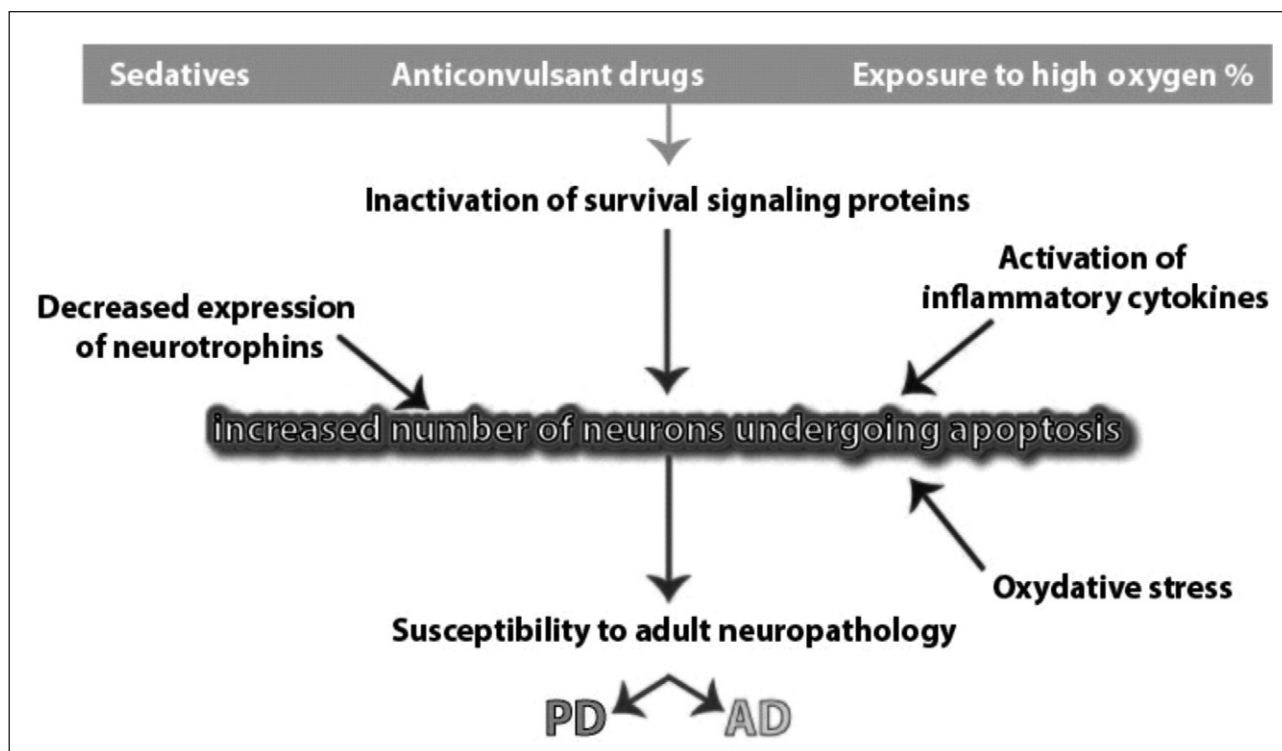 Sedatives Anticonvulsant drugs Exposure to high oxygen %
Inactivation of survival signaling proteins
Activation of
inflammatory cytokines
Decreased expression
of neurotrophins
increased number of neurons undergoing apoptosis
Oxydative stress
Susceptibility to adult neuropathology
PD AD